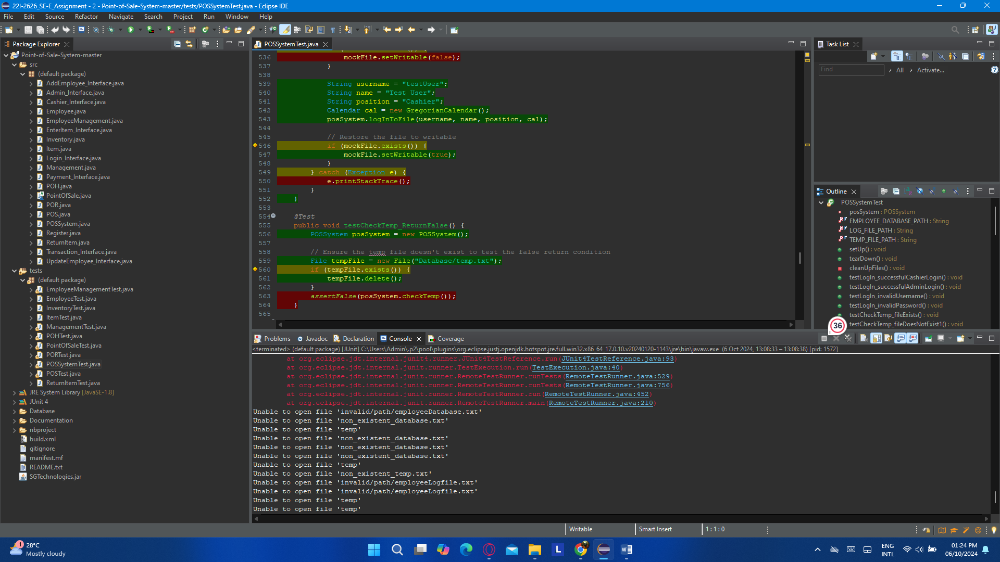 22I-2626_SE-E_Assignment - 2 - Point-of-Sale-System-master/tests/POSSystemTest.java - Eclipse IDE
File Edit Source Refactor Navigate Search Project Run Window Help
Package Explorer
Point-of-Sale-System-master
src
(default package)
AddEmployee_Interface.java
Admin_Interface.java
Cashier_Interface.java
Employee.java
EmployeeManagement.java
EnterItem_Interface.java
Inventory.java
Item.java
Login_Interface.java
Management.java
Payment_Interface.java
POH.java
PointOfSale.java
POR.java
POS.java
POSSystem.java
Register.java
ReturnItem.java
Transaction_Interface.java
UpdateEmployee_Interface.java
tests
(default package)
EmployeeManagementTest.java
EmployeeTest.java
InventoryTest.java
ItemTest.java
ManagementTest.java
POHTest.java
PointOfSaleTest.java
PORTest.java
POSSystemTest.java
POSTest.java
ReturnItemTest.java
JRE System Library [JavaSE-1.8]
JUnit 4
Database
Documentation
nbproject
build.xml
gitignore
manifest.mf
README.txt
SGTechnologies.jar
POSSystemTest.java
536 mockFile.setWritable(false);
537 }
538
539 String username = "testUser";
540 String name = "Test User";
541 String position = "Cashier";
542 Calendar cal = new GregorianCalendar();
543 posSystem.logInToFile(username, name, position, cal);
544
545 // Restore the file to writable
546 if (mockFile.exists()) {
547 mockFile.setWritable(true);
548 }
549 } catch (Exception e) {
550 e.printStackTrace();
551 }
552 }
553
554 @Test
555 public void testCheckTemp_ReturnFalse() {
556 POSSystem posSystem = new POSSystem();
557
558 // Ensure the temp file doesn't exist to test the false return condition
559 File tempFile = new File("Database/temp.txt");
560 if (tempFile.exists()) {
561 tempFile.delete();
562 }
563 assertFalse(posSystem.checkTemp());
564 }
565
Task List
Find All Activate...
Outline
POSSystemTest
posSystem : POSSystem
EMPLOYEE_DATABASE_PATH : String
LOG_FILE_PATH : String
TEMP_FILE_PATH : String
setUp() : void
tearDown() : void
cleanUpFiles() : void
testLogIn_successfulCashierLogin() : void
testLogIn_successfulAdminLogin() : void
testLogIn_invalidUsername() : void
testLogIn_invalidPassword() : void
testCheckTemp_fileExists() : void
testCheckTemp_fileDoesNotExist1() : void
36
Problems Javadoc Declaration Console Coverage
<terminated> (default package) [JUnit] C:\Users\Admin\.p2\pool\plugins\org.eclipse.justj.openjdk.hotspot.jre.full.win32.x86_64_17.0.10.v20240120-1143\jre\bin\javaw.exe (6 Oct 2024, 13:08:33 – 13:08:38) [pid: 1572]
at org.eclipse.jdt.internal.junit4.runner.JUnit4TestReference.run(JUnit4TestReference.java:93)
at org.eclipse.jdt.internal.junit.runner.TestExecution.run(TestExecution.java:40)
at org.eclipse.jdt.internal.junit.runner.RemoteTestRunner.runTests(RemoteTestRunner.java:529)
at org.eclipse.jdt.internal.junit.runner.RemoteTestRunner.runTests(RemoteTestRunner.java:756)
at org.eclipse.jdt.internal.junit.runner.RemoteTestRunner.run(RemoteTestRunner.java:452)
at org.eclipse.jdt.internal.junit.runner.RemoteTestRunner.main(RemoteTestRunner.java:210)
Unable to open file 'invalid/path/employeeDatabase.txt'
Unable to open file 'non_existent_database.txt'
Unable to open file 'temp'
Unable to open file 'non_existent_database.txt'
Unable to open file 'non_existent_database.txt'
Unable to open file 'non_existent_database.txt'
Unable to open file 'temp'
Unable to open file 'non_existent_temp.txt'
Unable to open file 'invalid/path/employeeLogfile.txt'
Unable to open file 'invalid/path/employeeLogfile.txt'
Unable to open file 'temp'
Unable to open file 'temp'
Writable Smart Insert 1 : 1 : 0
1
28°C
Mostly cloudy
ENG
INTL
01:24 PM
06/10/2024